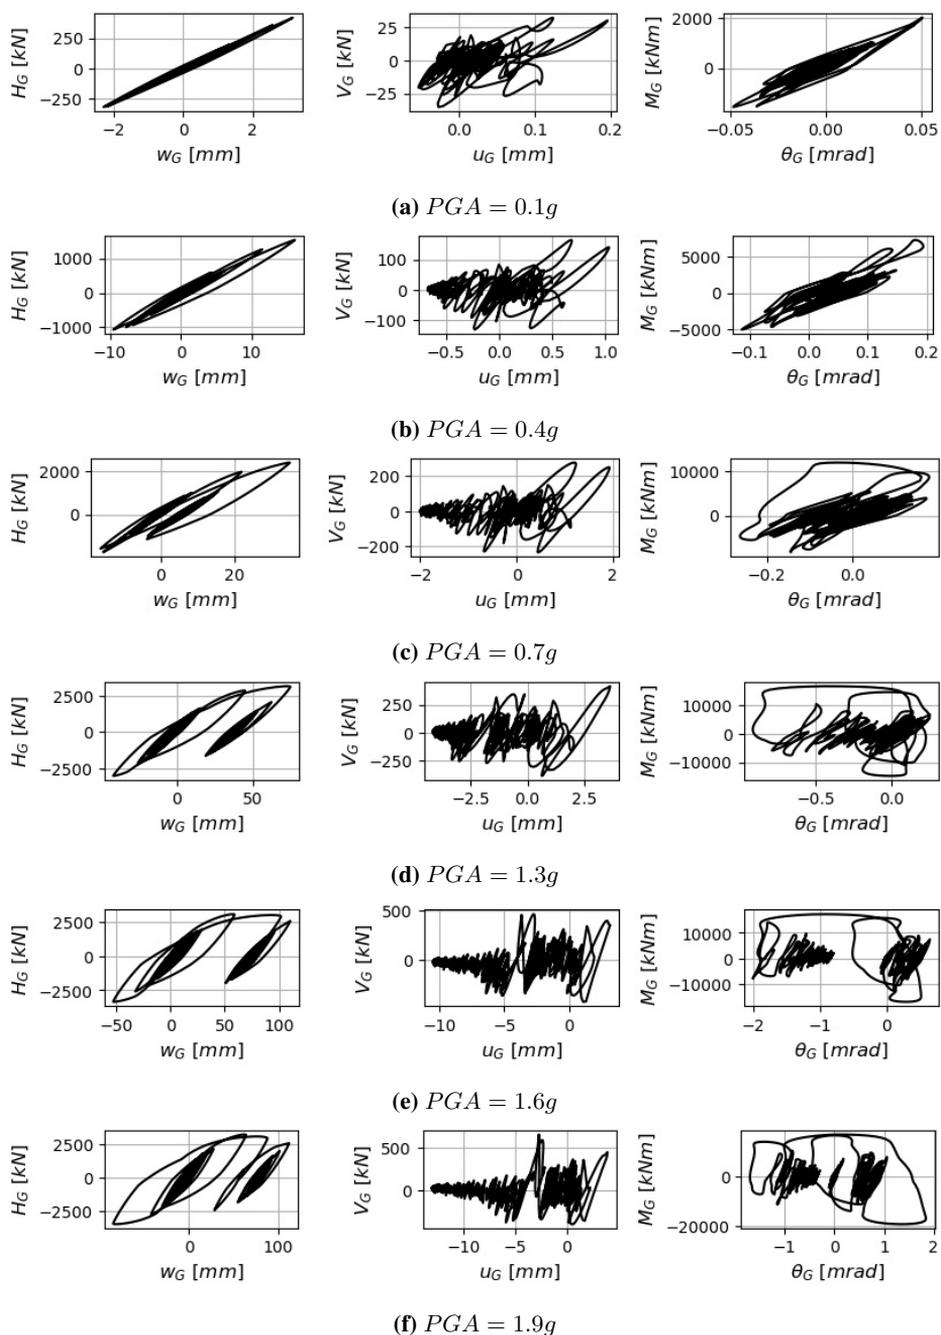 H_G [kN] 250 0 −250 −2 0 2 w_G [mm]
V_G [kN] 25 0 −25 0.0 0.1 0.2 u_G [mm]
M_G [kNm] 2000 0 −0.05 0.00 0.05 θ_G [mrad]
(a) PGA = 0.1g
H_G [kN] 1000 0 −1000 −10 0 10 w_G [mm]
V_G [kN] 100 0 −100 −0.5 0.0 0.5 1.0 u_G [mm]
M_G [kNm] 5000 0 −5000 −0.1 0.0 0.1 0.2 θ_G [mrad]
(b) PGA = 0.4g
H_G [kN] 2000 0 0 20 w_G [mm]
V_G [kN] 200 0 −200 −2 0 2 u_G [mm]
M_G [kNm] 10000 0 −0.2 0.0 θ_G [mrad]
(c) PGA = 0.7g
H_G [kN] 2500 0 −2500 0 50 w_G [mm]
V_G [kN] 250 0 −250 −2.5 0.0 2.5 u_G [mm]
M_G [kNm] 10000 0 −10000 −0.5 0.0 θ_G [mrad]
(d) PGA = 1.3g
H_G [kN] 2500 0 −2500 −50 0 50 100 w_G [mm]
V_G [kN] 500 0 −10 −5 0 u_G [mm]
M_G [kNm] 10000 0 −10000 −2 −1 0 θ_G [mrad]
(e) PGA = 1.6g
H_G [kN] 2500 0 −2500 0 100 w_G [mm]
V_G [kN] 500 0 −10 −5 0 u_G [mm]
M_G [kNm] 0 −20000 −1 0 1 2 θ_G [mrad]
(f) PGA = 1.9g